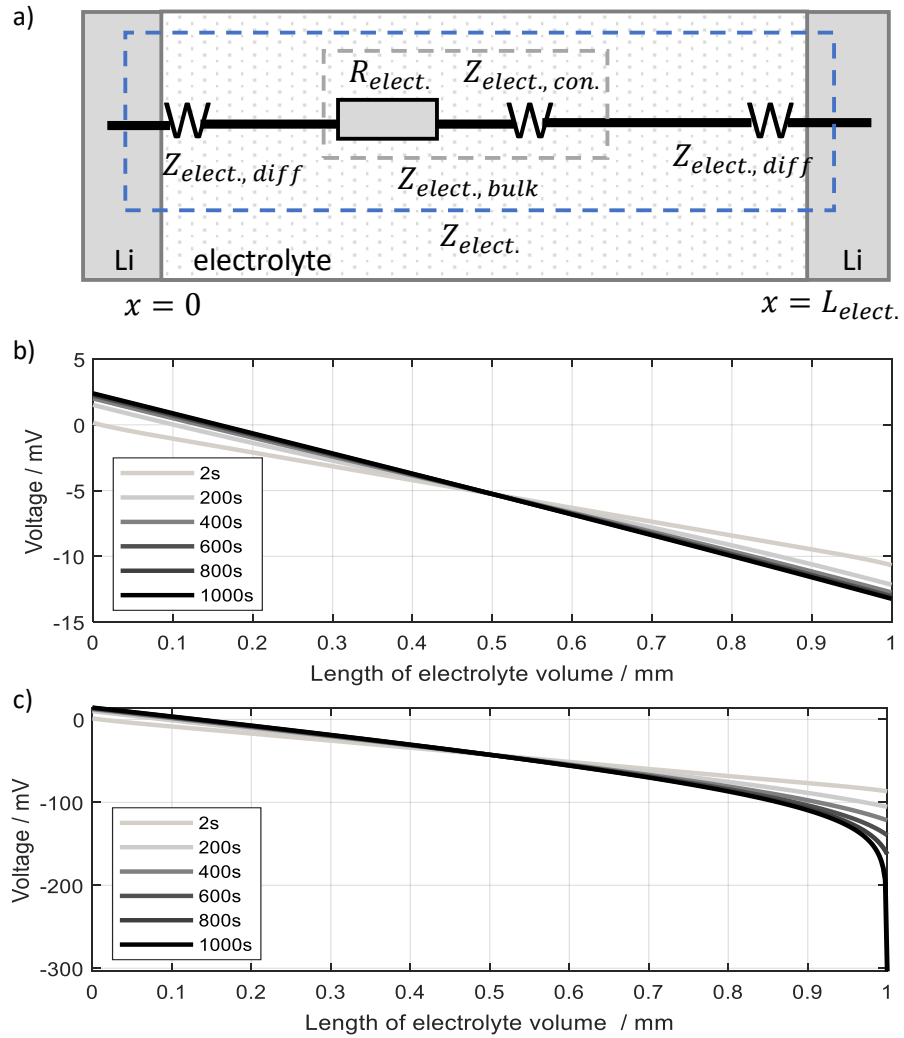 a)
R_elect. Z_elect., con.
Z_elect., diff Z_elect., bulk Z_elect., diff
Z_elect.
Li electrolyte Li
x = 0 x = L_elect.
b)
Voltage / mV
5
0
-5
-10
-15
2s
200s
400s
600s
800s
1000s
0 0.1 0.2 0.3 0.4 0.5 0.6 0.7 0.8 0.9 1
Length of electrolyte volume / mm
c)
Voltage / mV
0
-100
-200
-300
2s
200s
400s
600s
800s
1000s
0 0.1 0.2 0.3 0.4 0.5 0.6 0.7 0.8 0.9 1
Length of electrolyte volume / mm